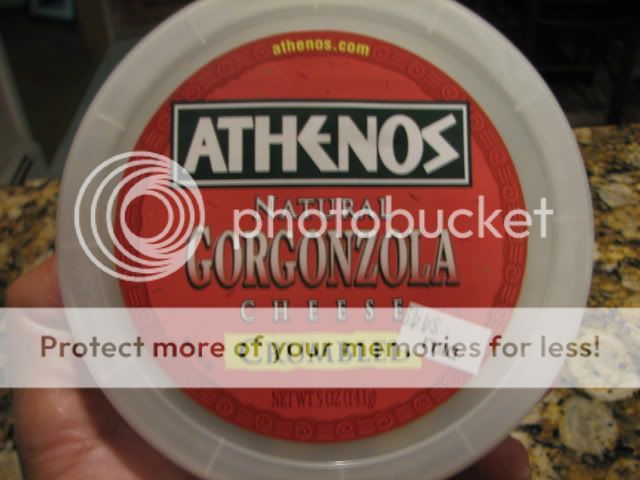 athenos.com
ATHENOS
NATURAL
photobucket
GORGONZOLA
CHEESE
Protect more of your memories for less!
CRUMBLED
NET WT 5 OZ (141g)